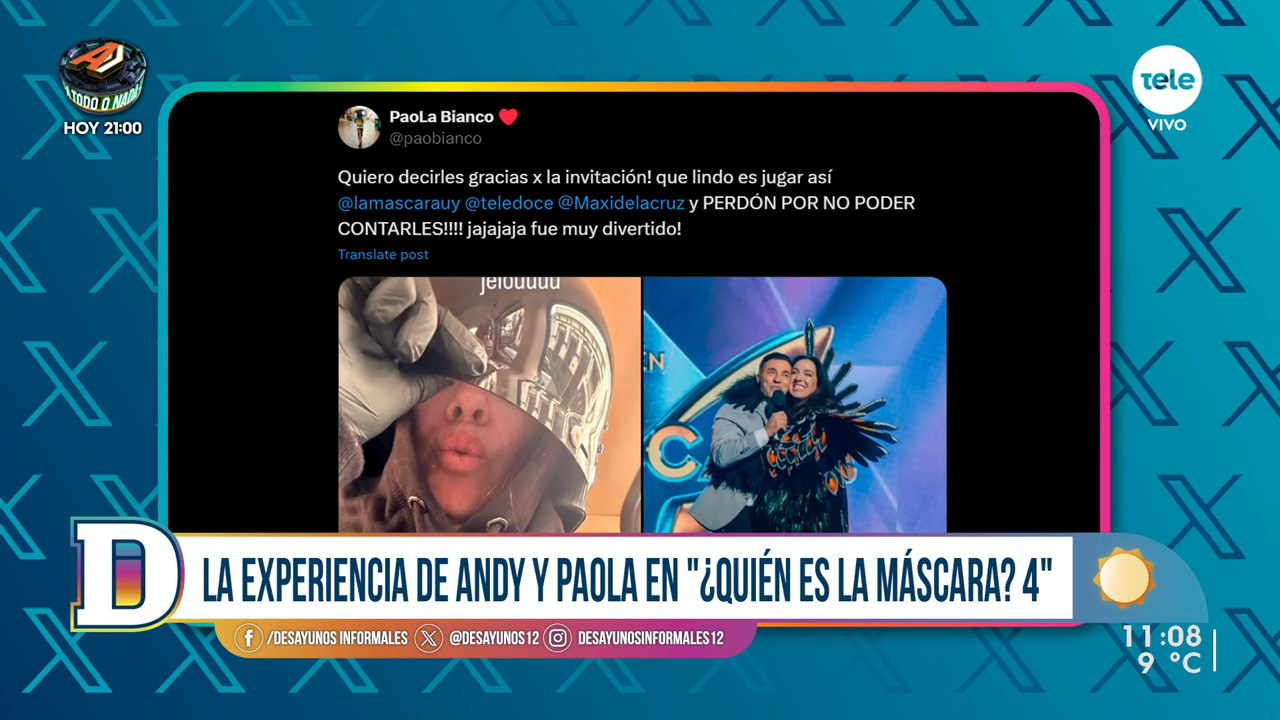 A TODO O NADA
HOY 21:00
tele
VIVO
PaoLa Bianco
@paobianco
Quiero decirles gracias x la invitación! que lindo es jugar así
@lamascarauy @teledoce @Maxidelacruz y PERDÓN POR NO PODER
CONTARLES!!!! jajajaja fue muy divertido!
Translate post
jelouuuu
D
LA EXPERIENCIA DE ANDY Y PAOLA EN "¿QUIÉN ES LA MÁSCARA? 4"
/DESAYUNOS INFORMALES
@DESAYUNOS12
DESAYUNOSINFORMALES12
11:08
9 °C